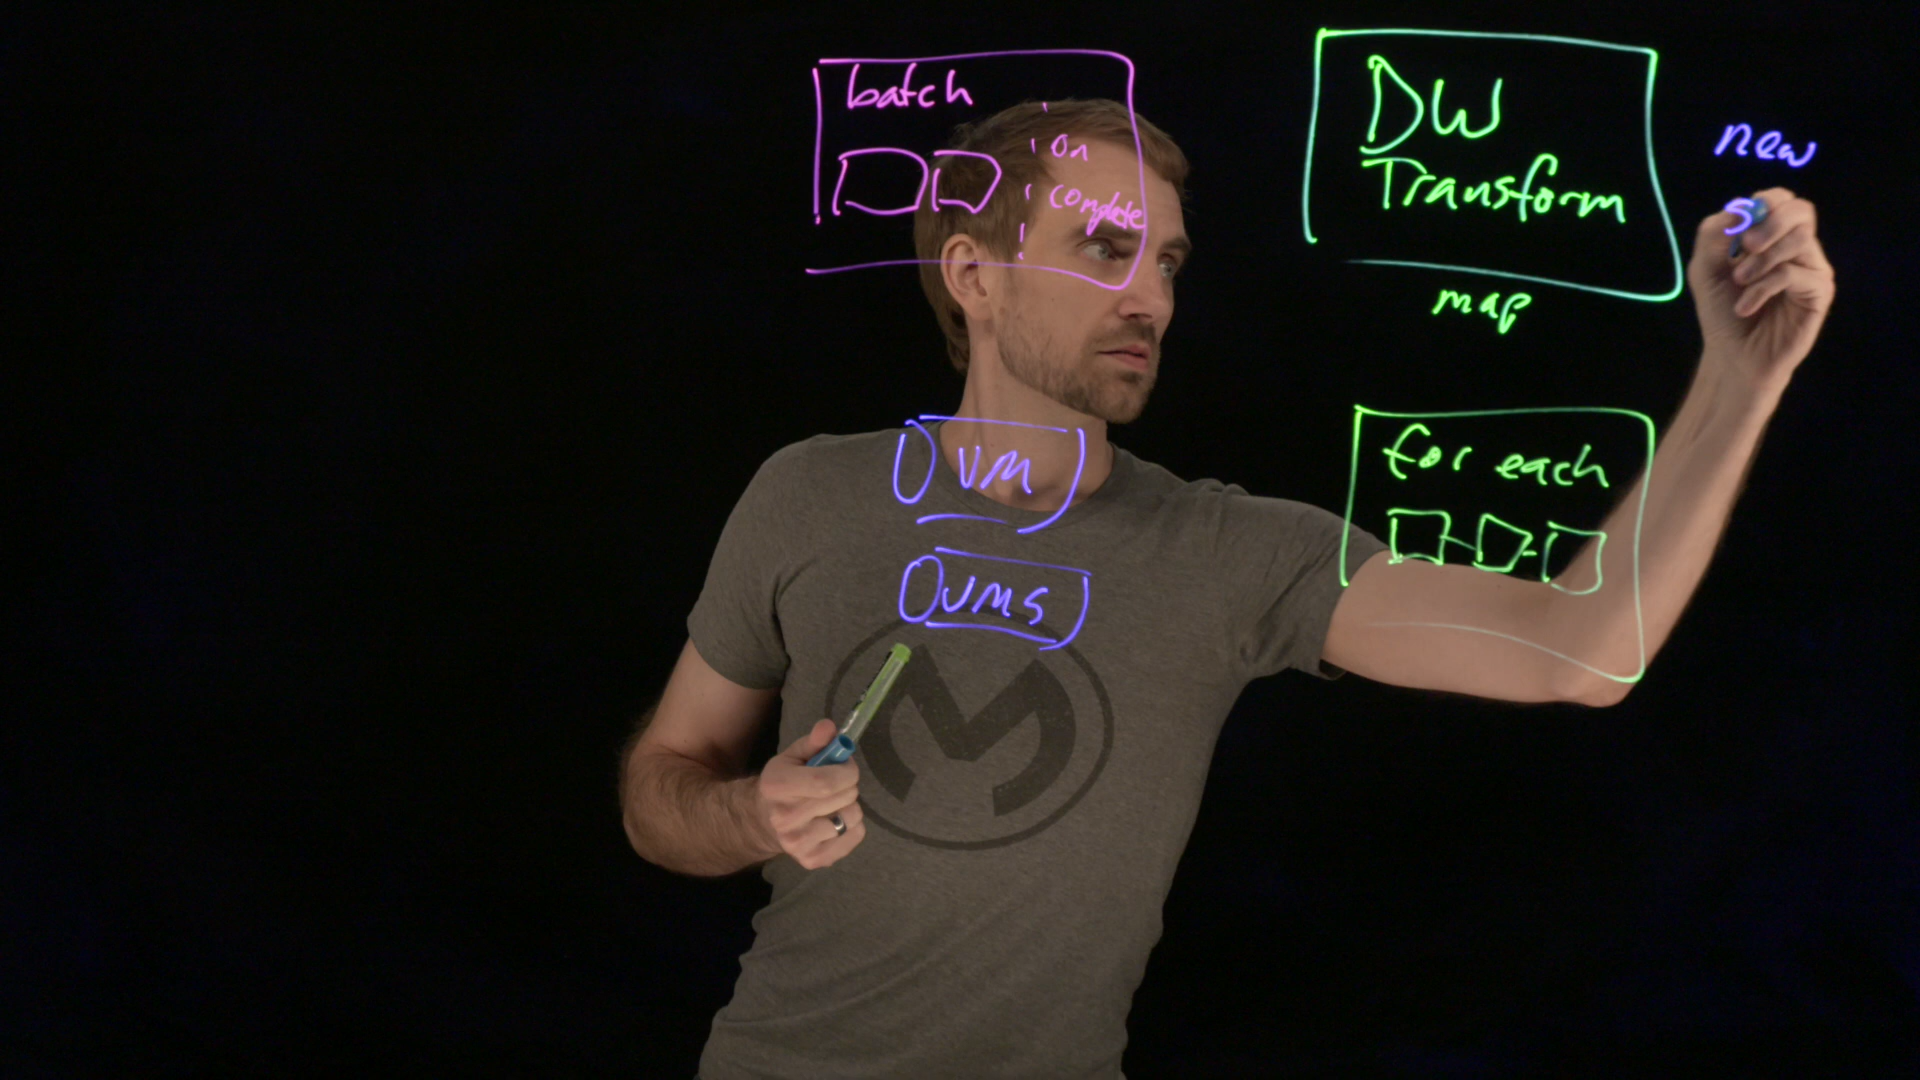 batch
on
complete
DW
Transform
map
new
s
VM
VMs
for each
M